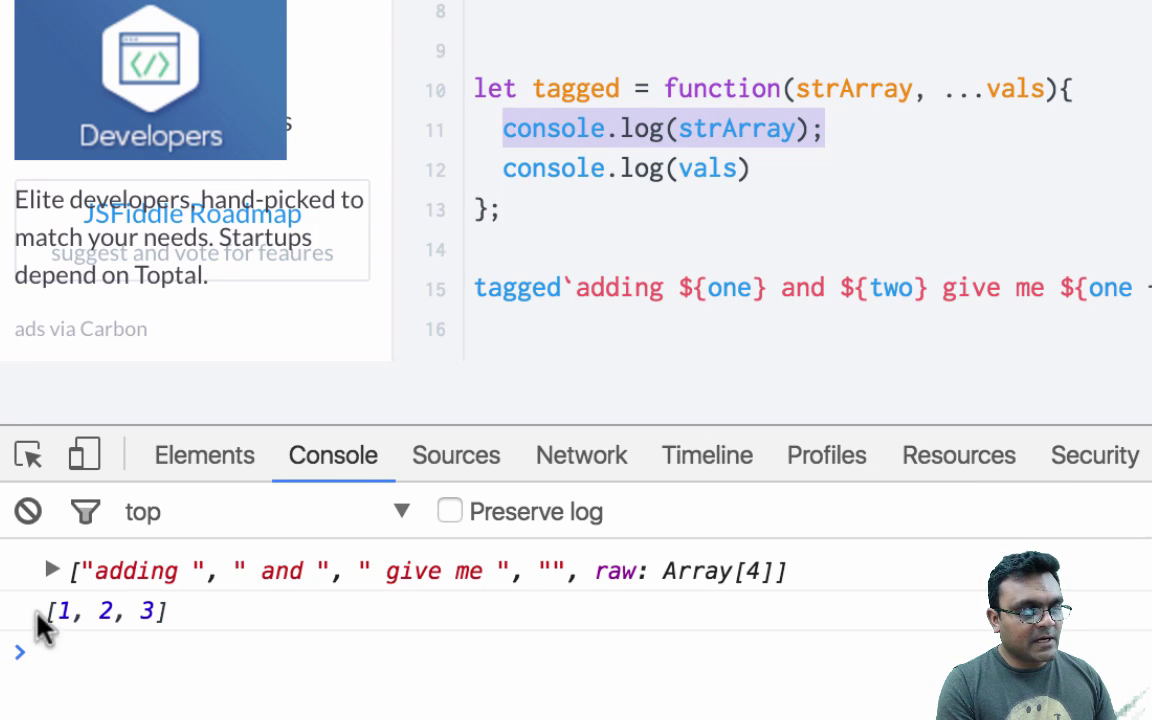 Developers
s
Elite developers, hand-picked to
JSFiddle Roadmap
match your needs. Startups
suggest and vote for feaures
depend on Toptal.
ads via Carbon
8
9
10 let tagged = function(strArray, ...vals){
11 console.log(strArray);
12 console.log(vals)
13 };
14
15 tagged`adding ${one} and ${two} give me ${one
16
Elements Console Sources Network Timeline Profiles Resources Security
top Preserve log
["adding ", " and ", " give me ", "", raw: Array[4]]
[1, 2, 3]